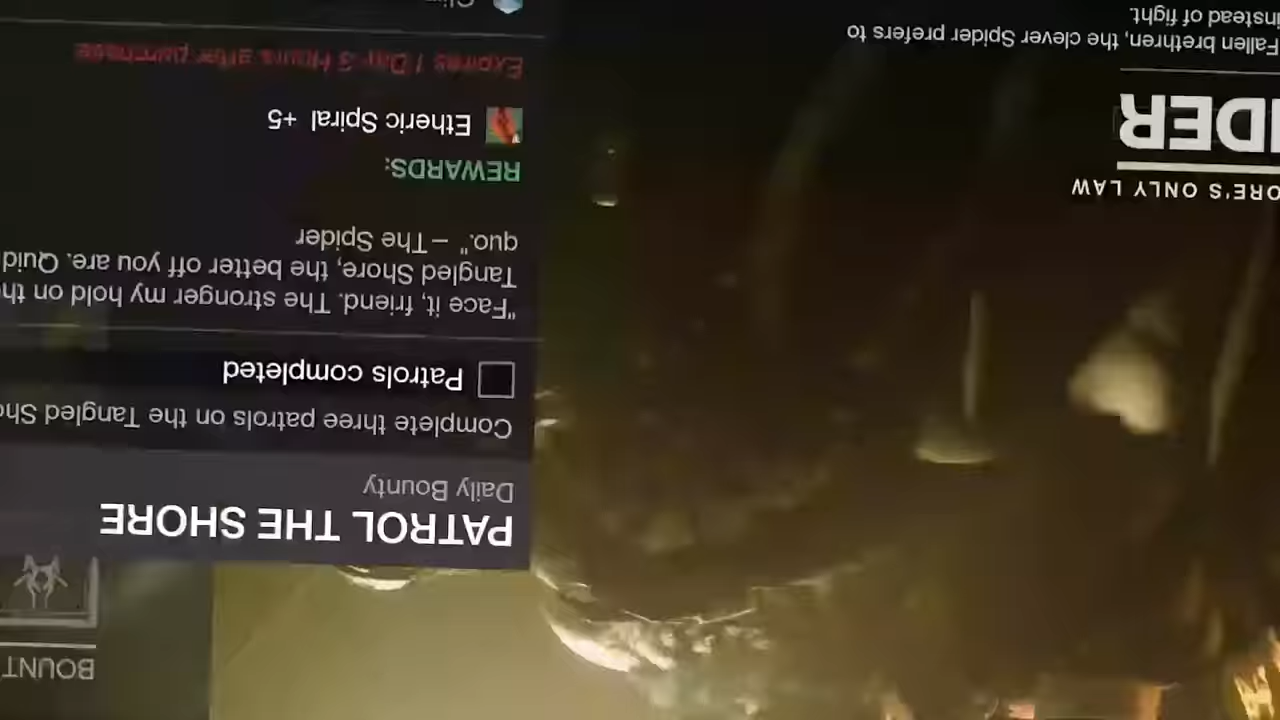 BOUNT
PATROL THE SHORE
Daily Bounty
Complete three patrols on the Tangled Sho
Patrols completed
"Face it, friend. The stronger my hold on th
Tangled Shore, the better off you are. Quid
quo." —The Spider
REWARDS:
Etheric Spiral +5
Expires 1 Day 3 Hours after purchase
ORE'S ONLY LAW
IDER
Fallen brethren, the clever Spider prefers to
instead of fight.